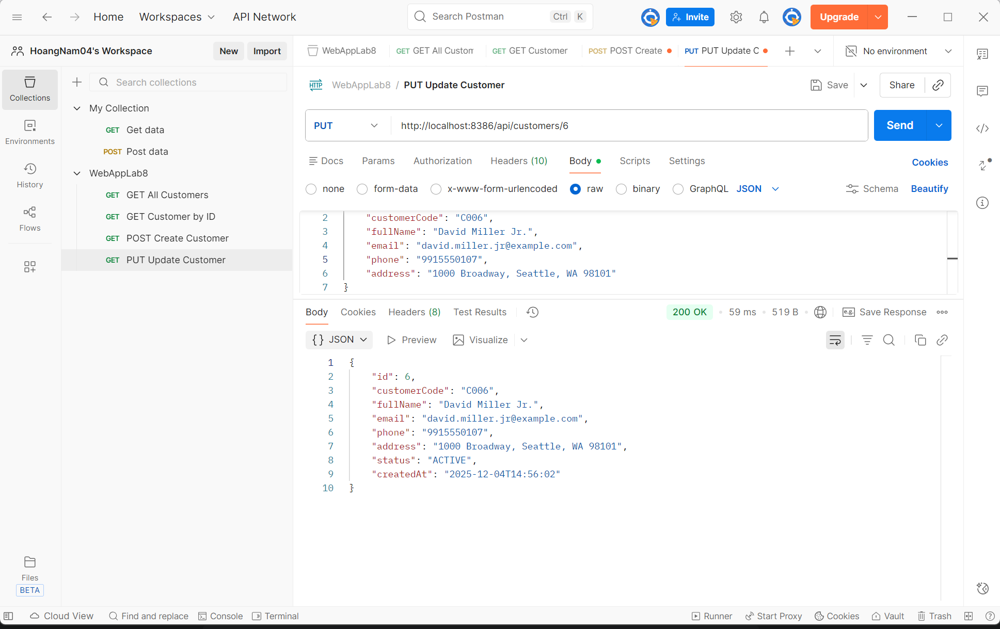 Home
Workspaces
API Network
Search Postman
Ctrl
K
Invite
Upgrade
HoangNam04's Workspace
New
Import
WebAppLab8
GET GET All Custom
GET GET Customer
POST POST Create
PUT PUT Update C
No environment
Collections
Environments
History
Flows
Files
BETA
Search collections
My Collection
GET Get data
POST Post data
WebAppLab8
GET GET All Customers
GET GET Customer by ID
GET POST Create Customer
GET PUT Update Customer
HTTP WebAppLab8 / PUT Update Customer
Save
Share
PUT
http://localhost:8386/api/customers/6
Send
Docs
Params
Authorization
Headers (10)
Body
Scripts
Settings
Cookies
none
form-data
x-www-form-urlencoded
raw
binary
GraphQL
JSON
Schema
Beautify
2 "customerCode": "C006",
3 "fullName": "David Miller Jr.",
4 "email": "david.miller.jr@example.com",
5 "phone": "9915550107",
6 "address": "1000 Broadway, Seattle, WA 98101"
7 }
Body
Cookies
Headers (8)
Test Results
200 OK
59 ms
519 B
e.g. Save Response
{} JSON
Preview
Visualize
1 {
2 "id": 6,
3 "customerCode": "C006",
4 "fullName": "David Miller Jr.",
5 "email": "david.miller.jr@example.com",
6 "phone": "9915550107",
7 "address": "1000 Broadway, Seattle, WA 98101",
8 "status": "ACTIVE",
9 "createdAt": "2025-12-04T14:56:02"
10 }
Cloud View
Find and replace
Console
Terminal
Runner
Start Proxy
Cookies
Vault
Trash